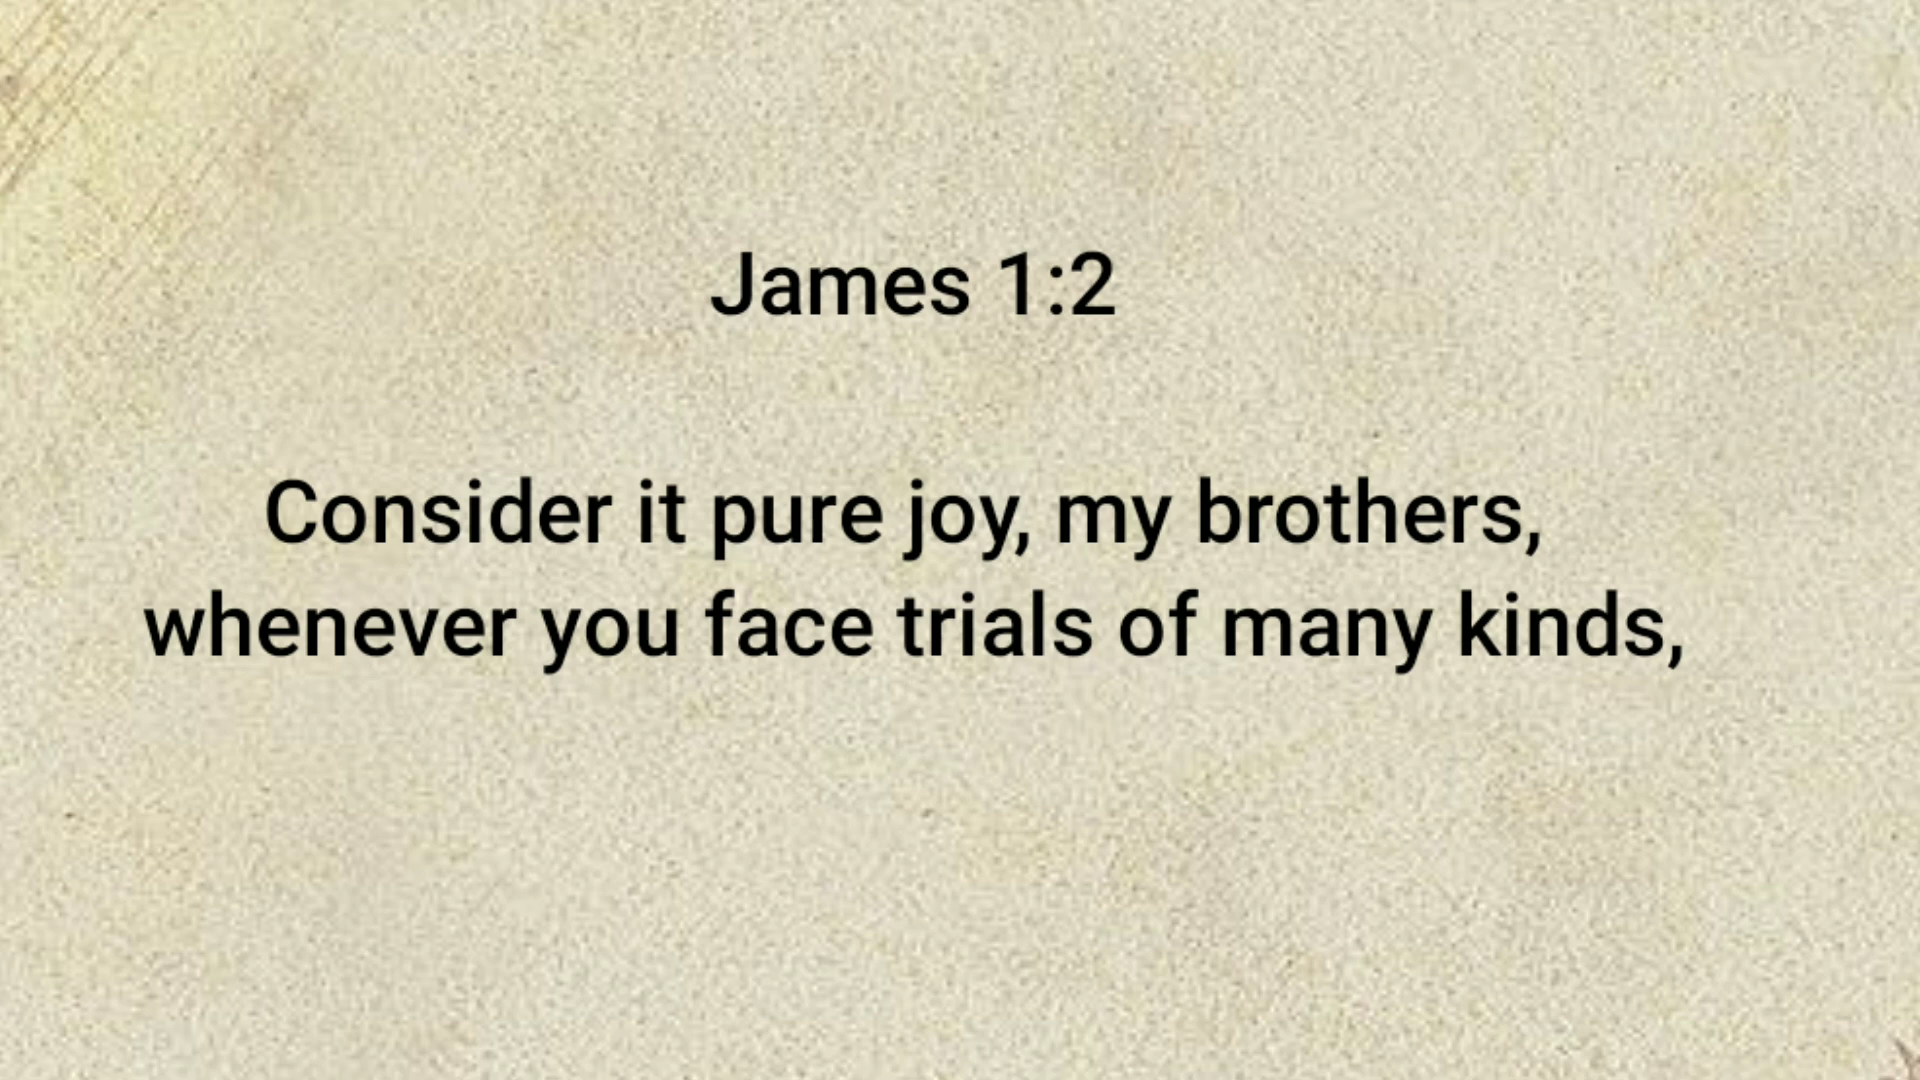 James 1:2
Consider it pure joy, my brothers,
whenever you face trials of many kinds,